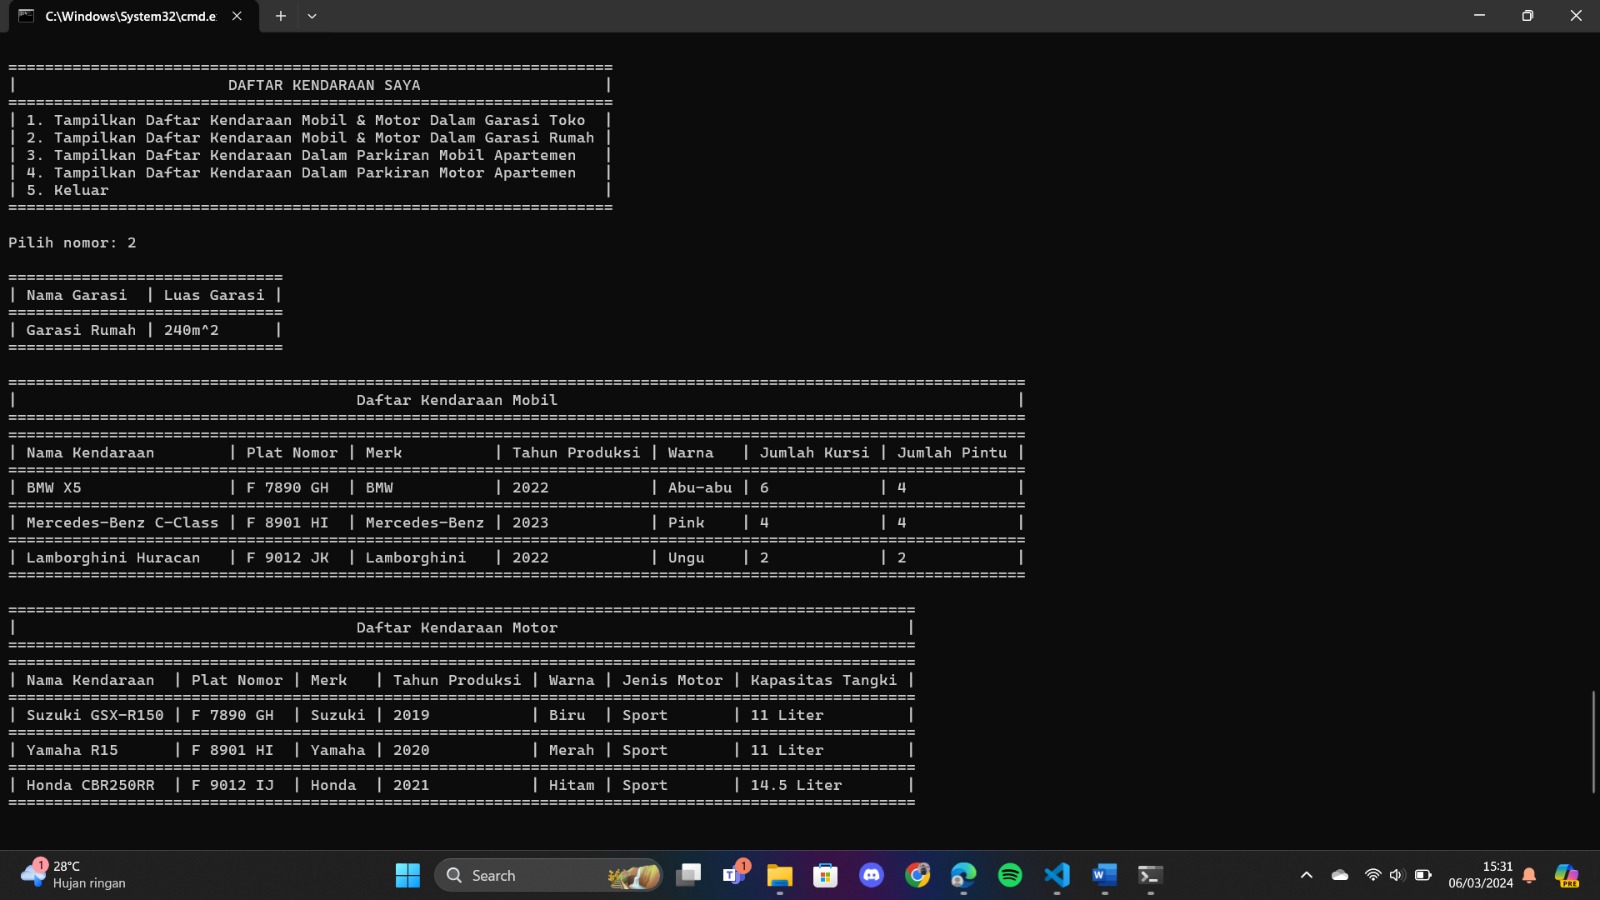 C:\Windows\System32\cmd.e
=================================================================
| DAFTAR KENDARAAN SAYA |
=================================================================
| 1. Tampilkan Daftar Kendaraan Mobil & Motor Dalam Garasi Toko |
| 2. Tampilkan Daftar Kendaraan Mobil & Motor Dalam Garasi Rumah |
| 3. Tampilkan Daftar Kendaraan Dalam Parkiran Mobil Apartemen |
| 4. Tampilkan Daftar Kendaraan Dalam Parkiran Motor Apartemen |
| 5. Keluar |
=================================================================
Pilih nomor: 2
==============================
| Nama Garasi | Luas Garasi |
==============================
| Garasi Rumah | 240m^2 |
==============================
===============================================================================================================
| Daftar Kendaraan Mobil |
===============================================================================================================
===============================================================================================================
| Nama Kendaraan | Plat Nomor | Merk | Tahun Produksi | Warna | Jumlah Kursi | Jumlah Pintu |
===============================================================================================================
| BMW X5 | F 7890 GH | BMW | 2022 | Abu-abu | 6 | 4 |
===============================================================================================================
| Mercedes-Benz C-Class | F 8901 HI | Mercedes-Benz | 2023 | Pink | 4 | 4 |
===============================================================================================================
| Lamborghini Huracan | F 9012 JK | Lamborghini | 2022 | Ungu | 2 | 2 |
===============================================================================================================
===================================================================================================
| Daftar Kendaraan Motor |
===================================================================================================
===================================================================================================
| Nama Kendaraan | Plat Nomor | Merk | Tahun Produksi | Warna | Jenis Motor | Kapasitas Tangki |
===================================================================================================
| Suzuki GSX-R150 | F 7890 GH | Suzuki | 2019 | Biru | Sport | 11 Liter |
===================================================================================================
| Yamaha R15 | F 8901 HI | Yamaha | 2020 | Merah | Sport | 11 Liter |
===================================================================================================
| Honda CBR250RR | F 9012 IJ | Honda | 2021 | Hitam | Sport | 14.5 Liter |
===================================================================================================
1
28°C
Hujan ringan
Search
1
15:31
06/03/2024
PRE